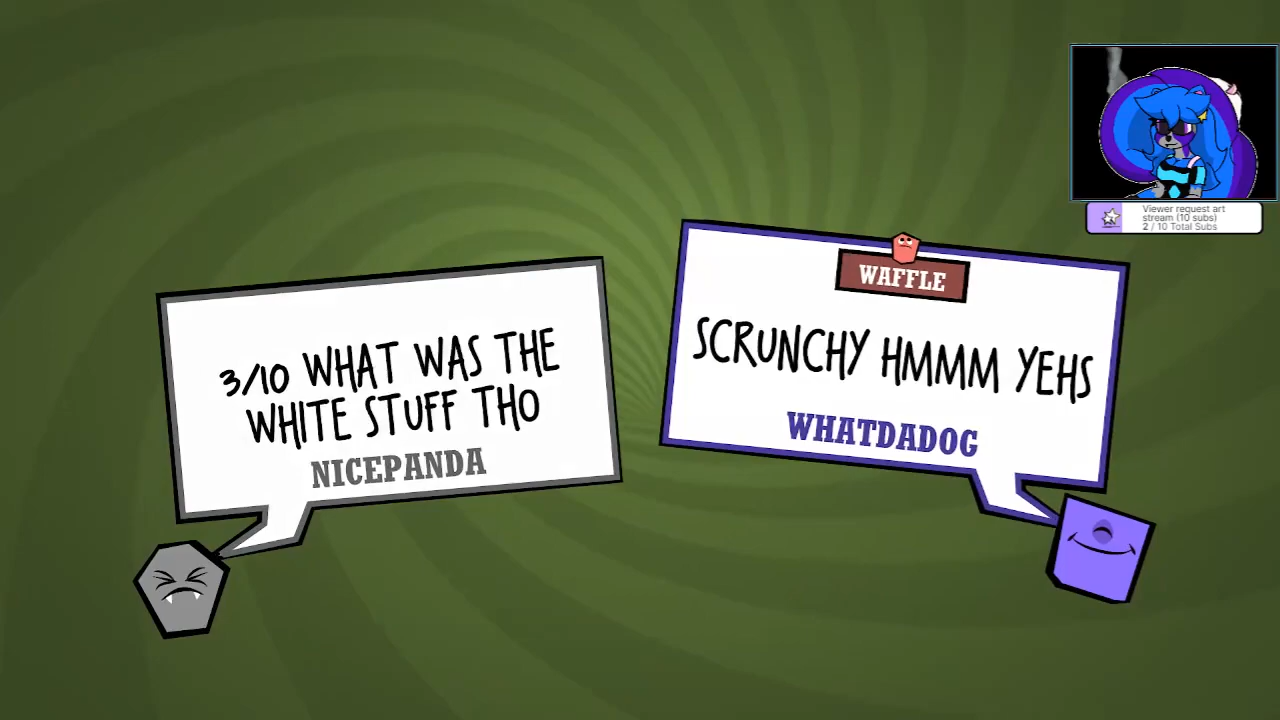 3/10 WHAT WAS THE
WHITE STUFF THO
NICEPANDA
WAFFLE
SCRUNCHY HMMM YEHS
WHATDADOG
Viewer request art
stream (10 subs)
2 / 10 Total Subs